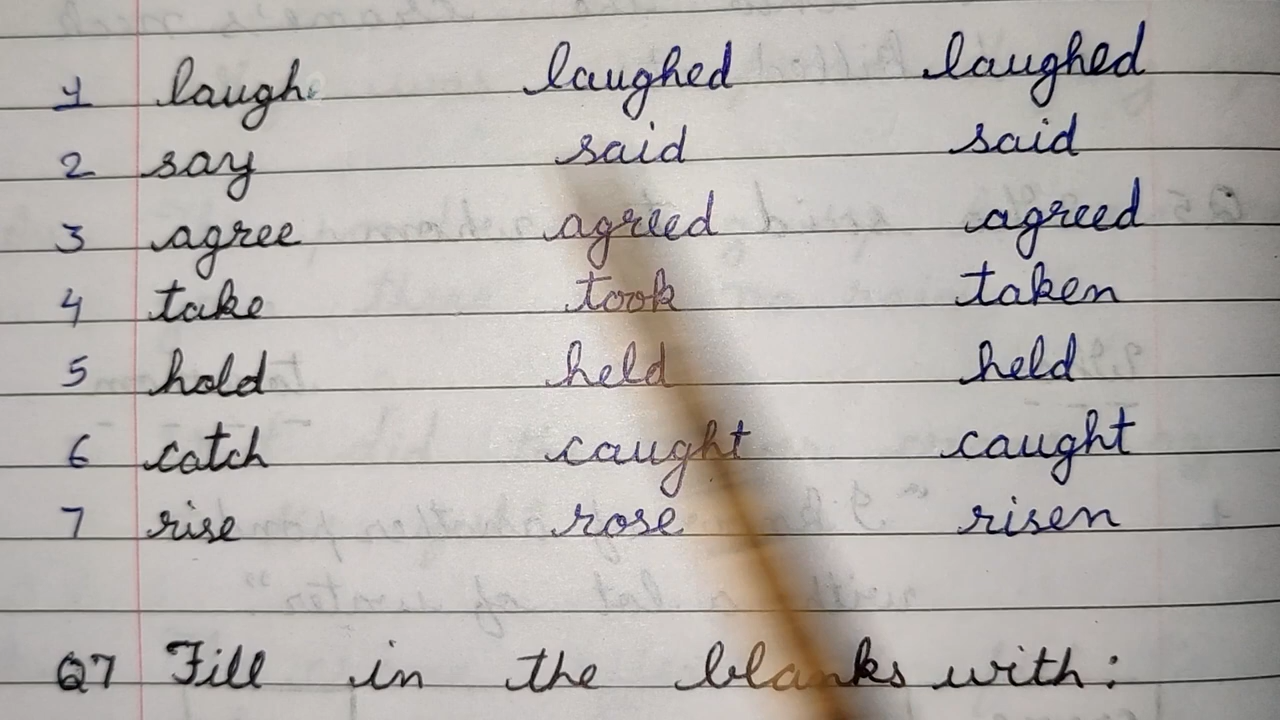 1 laugh laughed laughed
2 say said said
3 agree agreed agreed
4 take took taken
5 hold held held
6 catch caught caught
7 rise rose risen
Q7 Fill in the blanks with: